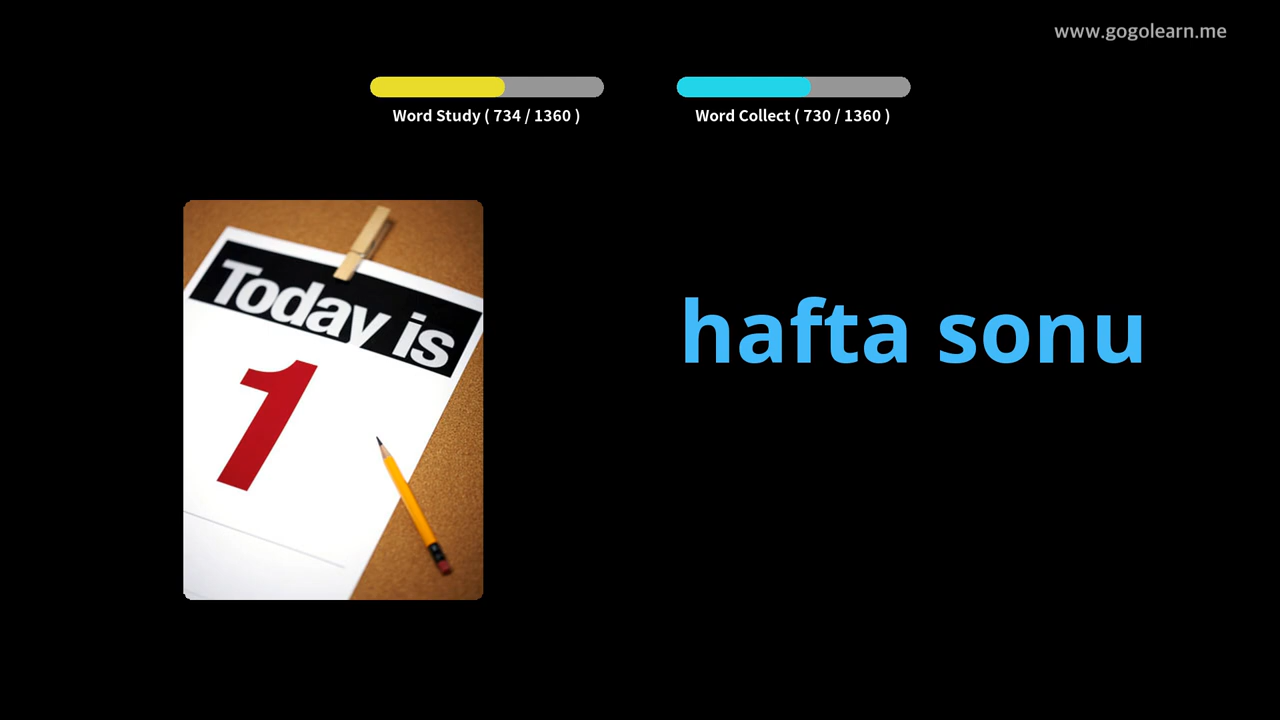 www.gogolearn.me
Word Study ( 734 / 1360 )
Word Collect ( 730 / 1360 )
Today is
1
hafta sonu